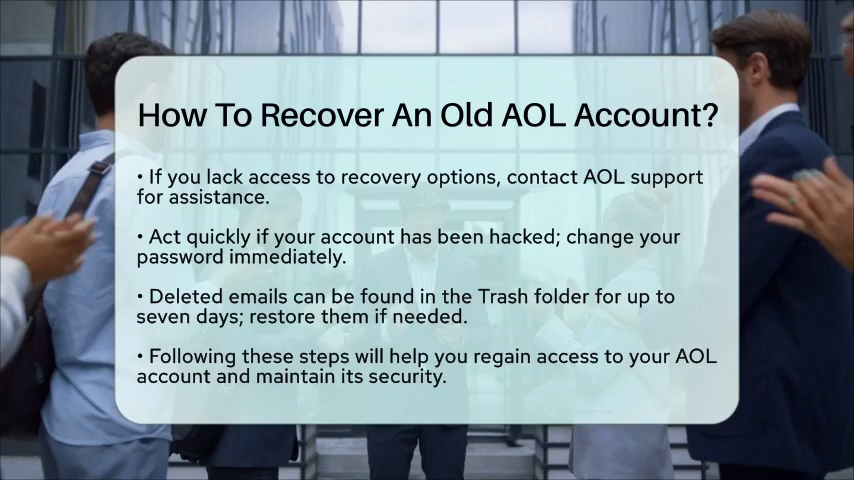 How To Recover An Old AOL Account?
• If you lack access to recovery options, contact AOL support
for assistance.
• Act quickly if your account has been hacked; change your
password immediately.
• Deleted emails can be found in the Trash folder for up to
seven days; restore them if needed.
• Following these steps will help you regain access to your AOL
account and maintain its security.